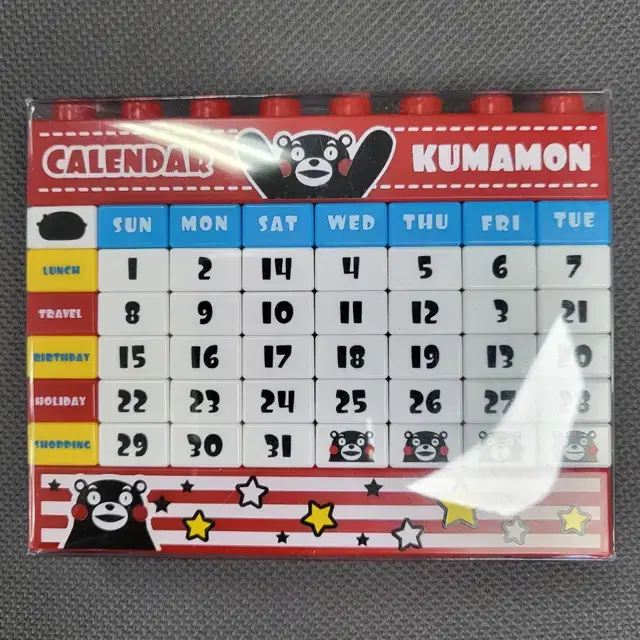 CALENDAR KUMAMON
SUN MON SAT WED THU FRI TUE
LUNCH 1 2 14 4 5 6 7
TRAVEL 8 9 10 11 12 3 21
BIRTHDAY 15 16 17 18 19 13 20
HOLIDAY 22 23 24 25 26 27 28
SHOPPING 29 30 31